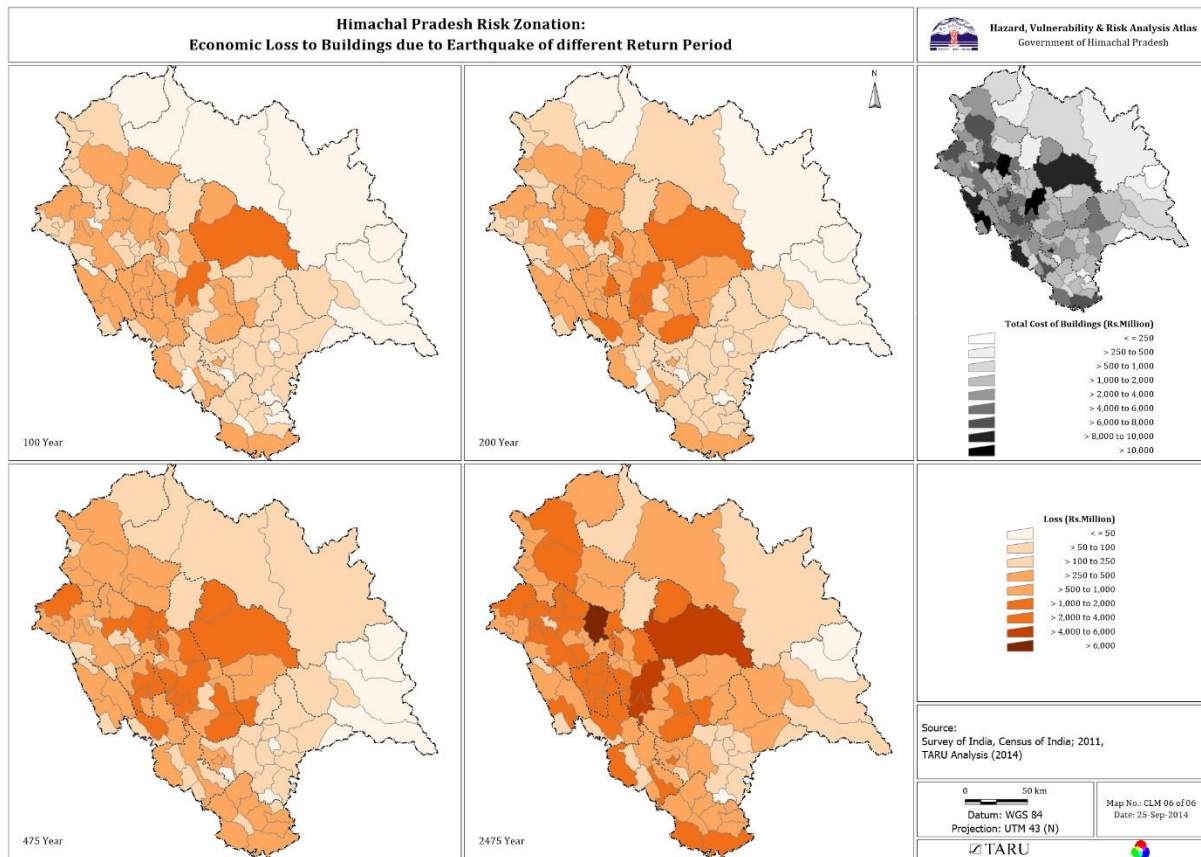 Himachal Pradesh Risk Zonation:
Economic Loss to Buildings due to Earthquake of different Return Period
Hazard, Vulnerability & Risk Analysis Atlas
Government of Himachal Pradesh
N
100 Year
200 Year
Total Cost of Buildings (Rs.Million)
< = 250
> 250 to 500
> 500 to 1,000
> 1,000 to 2,000
> 2,000 to 4,000
> 4,000 to 6,000
> 6,000 to 8,000
> 8,000 to 10,000
> 10,000
475 Year
2475 Year
Loss (Rs.Million)
< = 50
> 50 to 100
> 100 to 250
> 250 to 500
> 500 to 1,000
> 1,000 to 2,000
> 2,000 to 4,000
> 4,000 to 6,000
> 6,000
Source:
Survey of India, Census of India; 2011,
TARU Analysis (2014)
0 50 km
Datum: WGS 84
Projection: UTM 43 (N)
Map No.: CLM 06 of 06
Date: 25-Sep-2014
TARU